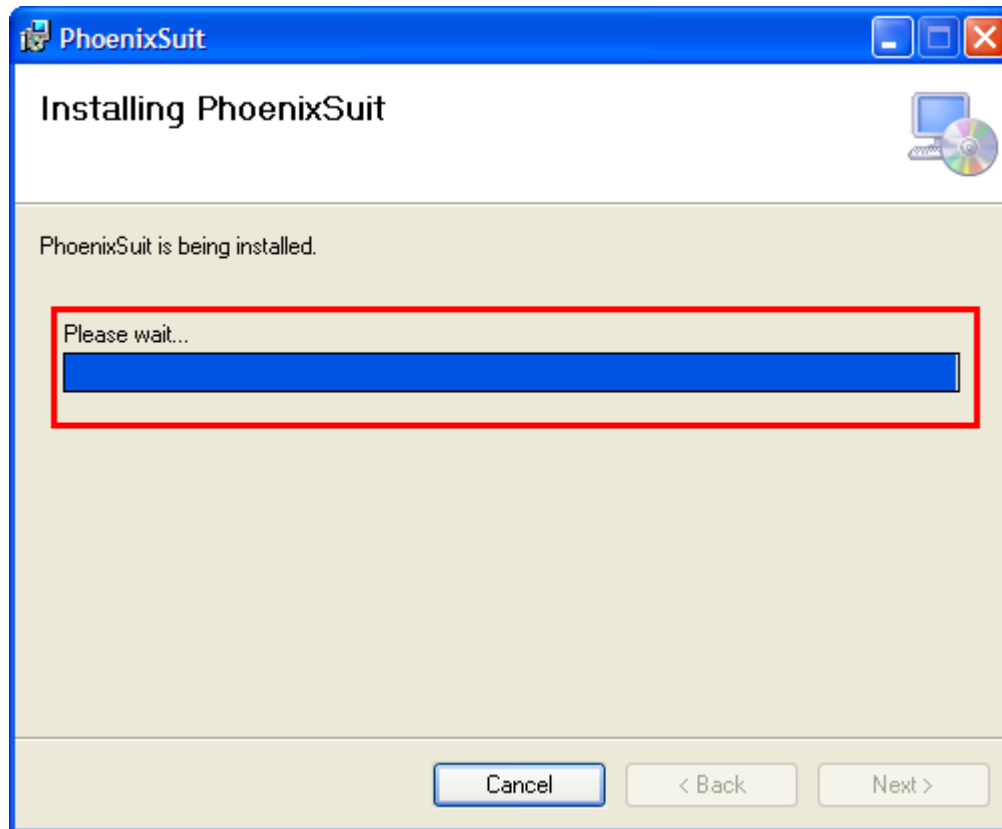 PhoenixSuit
Installing PhoenixSuit
PhoenixSuit is being installed.
Please wait...
Cancel
< Back
Next >